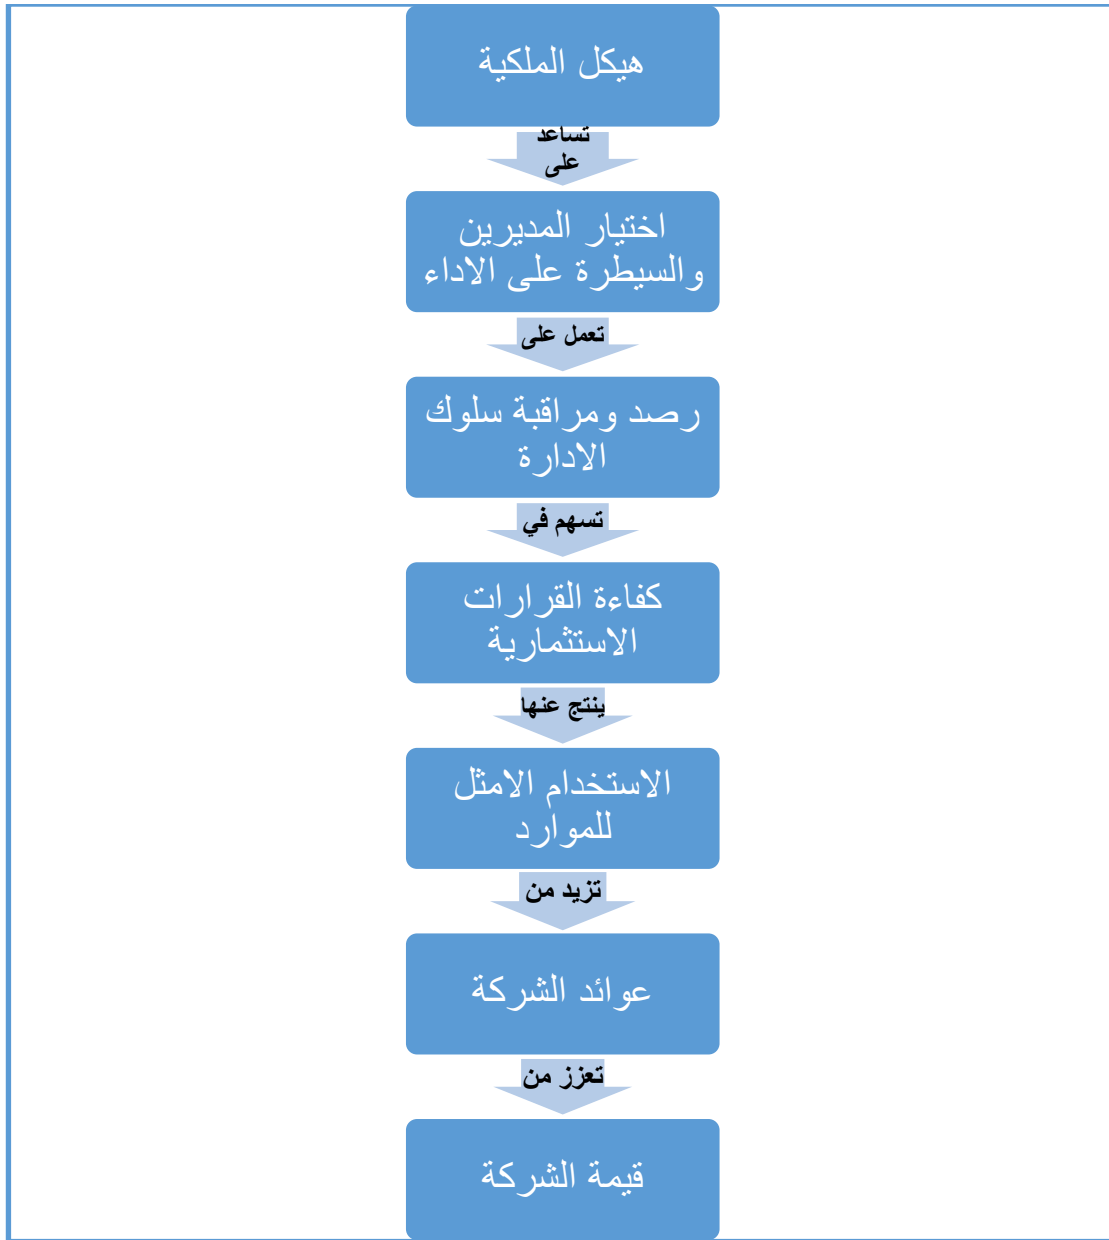 هيكل الملكية
تساعد
على
اختيار المديرين
والسيطرة على الاداء
تعمل على
رصد ومراقبة سلوك
الادارة
تسهم في
كفاءة القرارات
الاستثمارية
ينتج عنها
الاستخدام الامثل
للموارد
تزيد من
عوائد الشركة
تعزز من
قيمة الشركة